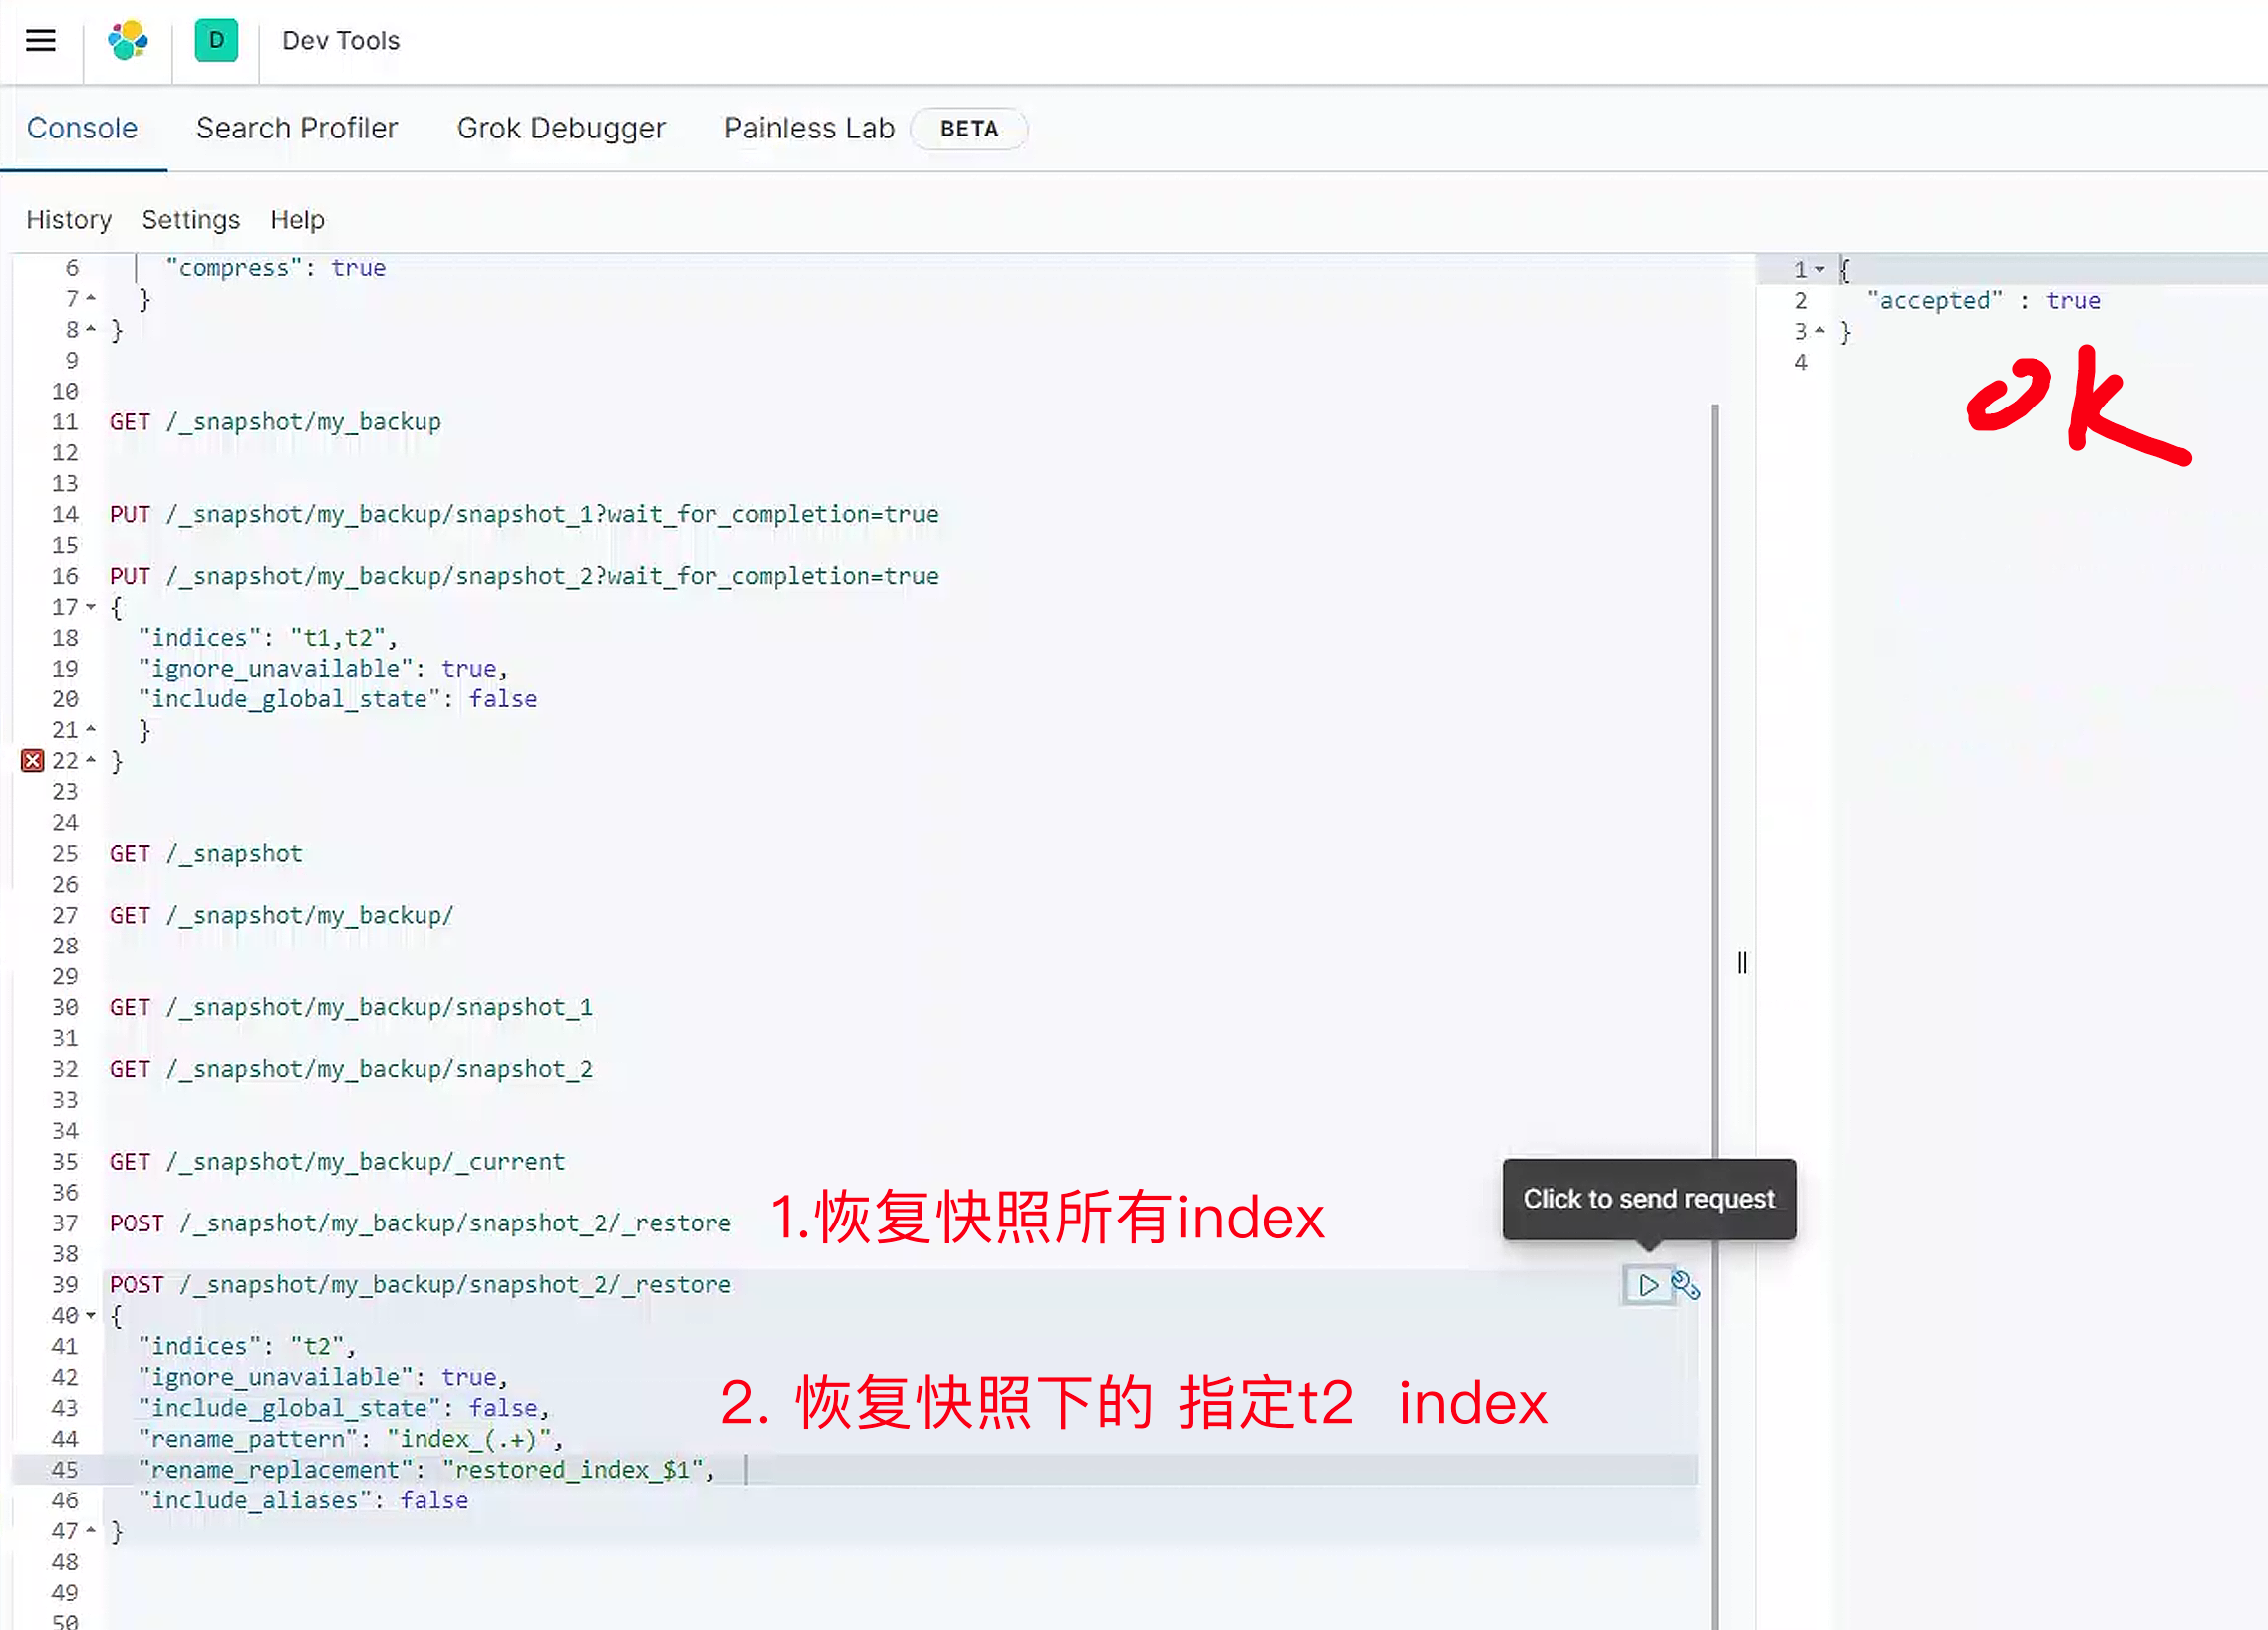 D Dev Tools
Console Search Profiler Grok Debugger Painless Lab BETA
History Settings Help
6 "compress": true
7 }
8 }
9
10
11 GET /_snapshot/my_backup
12
13
14 PUT /_snapshot/my_backup/snapshot_1?wait_for_completion=true
15
16 PUT /_snapshot/my_backup/snapshot_2?wait_for_completion=true
17 {
18 "indices": "t1,t2",
19 "ignore_unavailable": true,
20 "include_global_state": false
21 }
22 }
23
24
25 GET /_snapshot
26
27 GET /_snapshot/my_backup/
28
29
30 GET /_snapshot/my_backup/snapshot_1
31
32 GET /_snapshot/my_backup/snapshot_2
33
34
35 GET /_snapshot/my_backup/_current
36
37 POST /_snapshot/my_backup/snapshot_2/_restore
1.恢复快照所有index
38
39 POST /_snapshot/my_backup/snapshot_2/_restore
Click to send request
40 {
41 "indices": "t2",
42 "ignore_unavailable": true,
43 "include_global_state": false,
2. 恢复快照下的 指定t2 index
44 "rename_pattern": "index_(.+)",
45 "rename_replacement": "restored_index_$1",
46 "include_aliases": false
47 }
48
49
50
1 {
2 "accepted" : true
3 }
4
ok